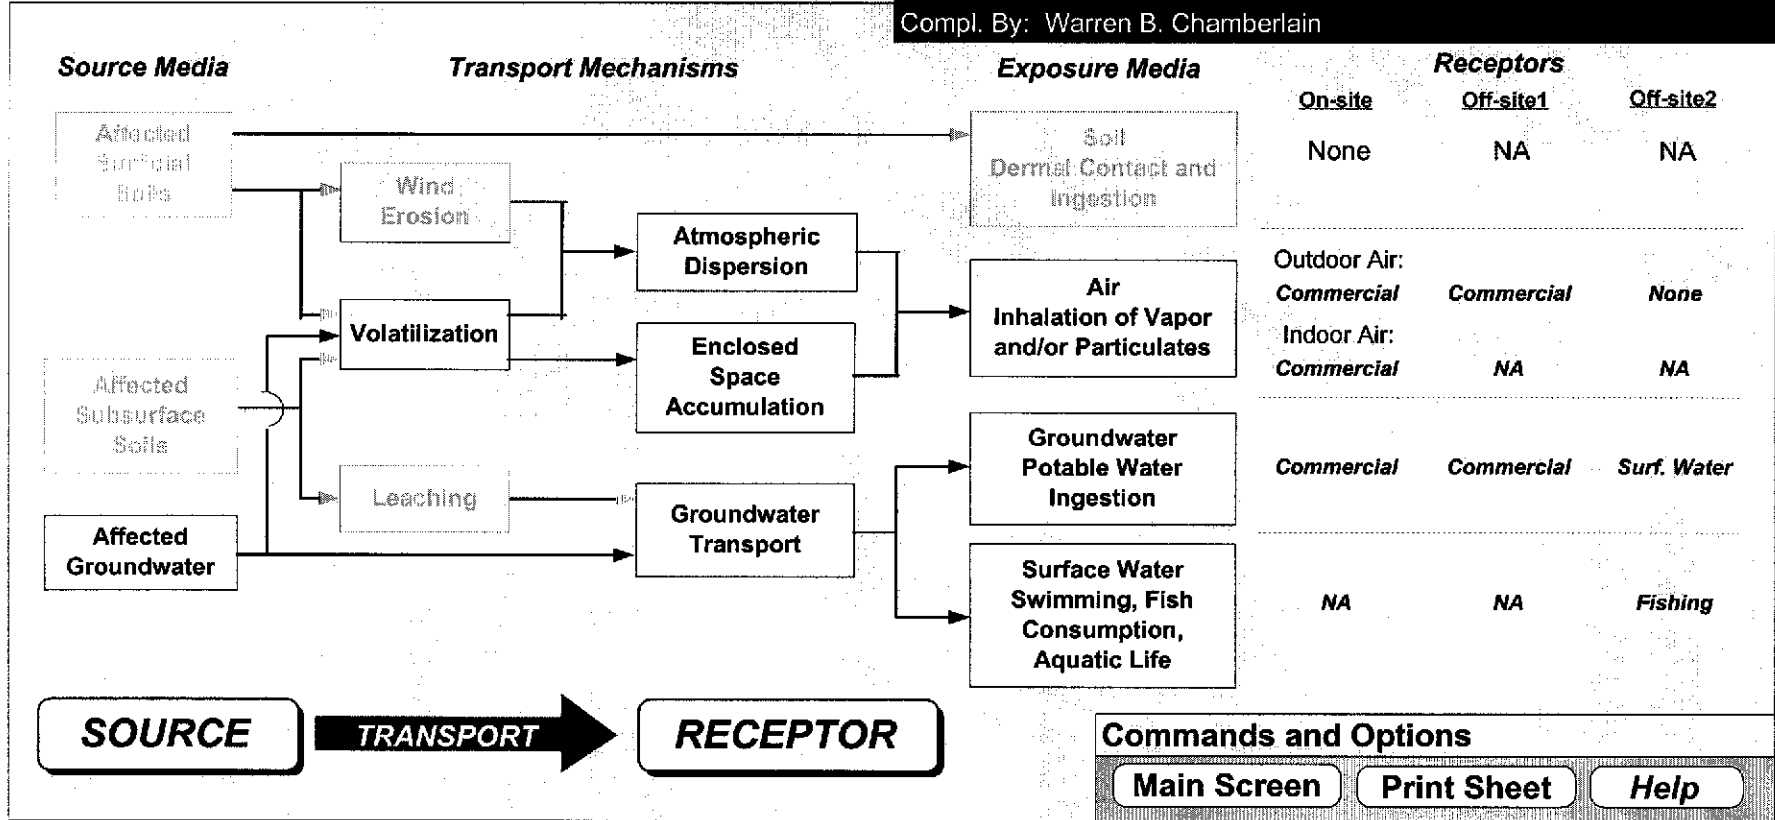 Compl. By: Warren B. Chamberlain
Source Media
Transport Mechanisms
Exposure Media
Receptors
On-site
Off-site1
Off-site2
Affected
Surficial
Soils
Soil
Dermal Contact and
Ingestion
None
NA
NA
Wind
Erosion
Atmospheric
Dispersion
Air
Inhalation of Vapor
and/or Particulates
Outdoor Air:
Commercial
Commercial
None
Indoor Air:
Commercial
NA
NA
Volatilization
Enclosed
Space
Accumulation
Affected
Subsurface
Soils
Leaching
Groundwater
Potable Water
Ingestion
Commercial
Commercial
Surf. Water
Affected
Groundwater
Groundwater
Transport
Surface Water
Swimming, Fish
Consumption,
Aquatic Life
NA
NA
Fishing
SOURCE
TRANSPORT
RECEPTOR
Commands and Options
Main Screen
Print Sheet
Help